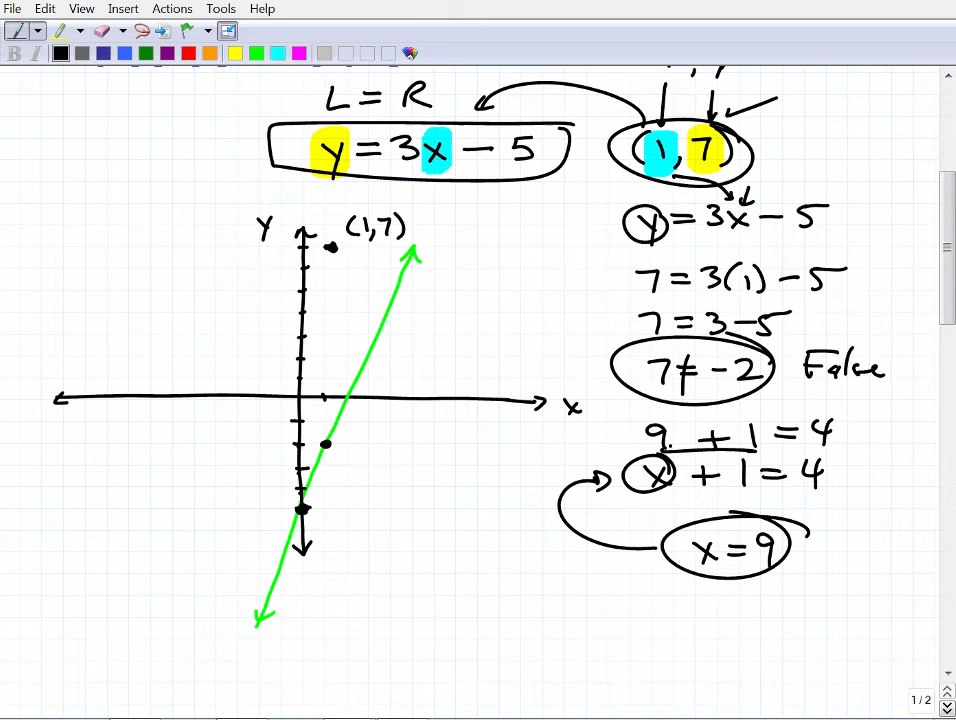 File Edit View Insert Actions Tools Help
B I
L = R
y = 3x - 5
(1, 7)
y = 3x - 5
7 = 3(1) - 5
7 = 3 - 5
7 ≠ -2 False
9 + 1 = 4
x + 1 = 4
x = 9
y
(1,7)
x
1/2